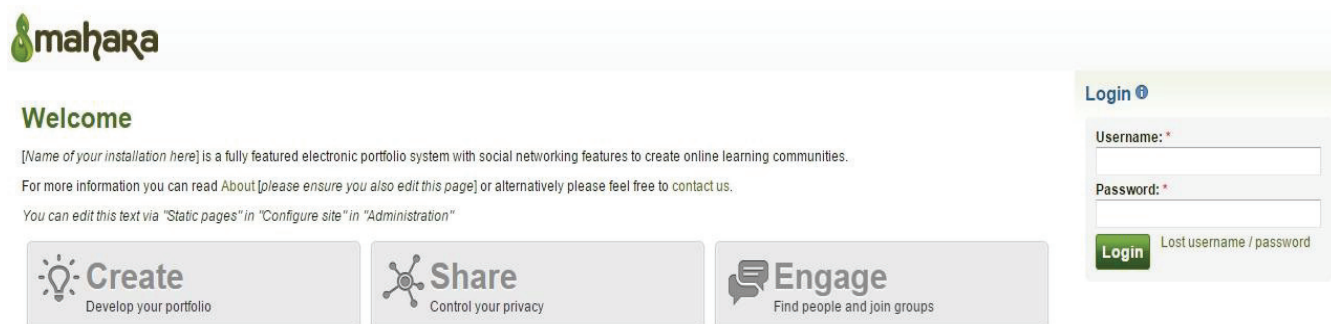 mahara
Welcome
[Name of your installation here] is a fully featured electronic portfolio system with social networking features to create online learning communities.
For more information you can read About [please ensure you also edit this page] or alternatively please feel free to contact us.
You can edit this text via "Static pages" in "Configure site" in "Administration"
Create
Develop your portfolio
Share
Control your privacy
Engage
Find people and join groups
Login
Username: *
Password: *
Login Lost username / password